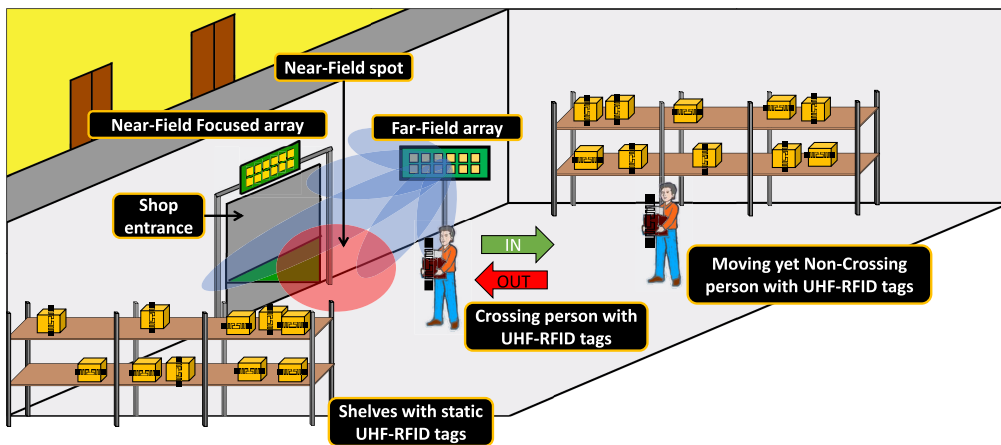 Near-Field spot
Near-Field Focused array
Far-Field array
Shop
entrance
IN
OUT
Moving yet Non-Crossing
person with UHF-RFID tags
Crossing person with
UHF-RFID tags
Shelves with static
UHF-RFID tags